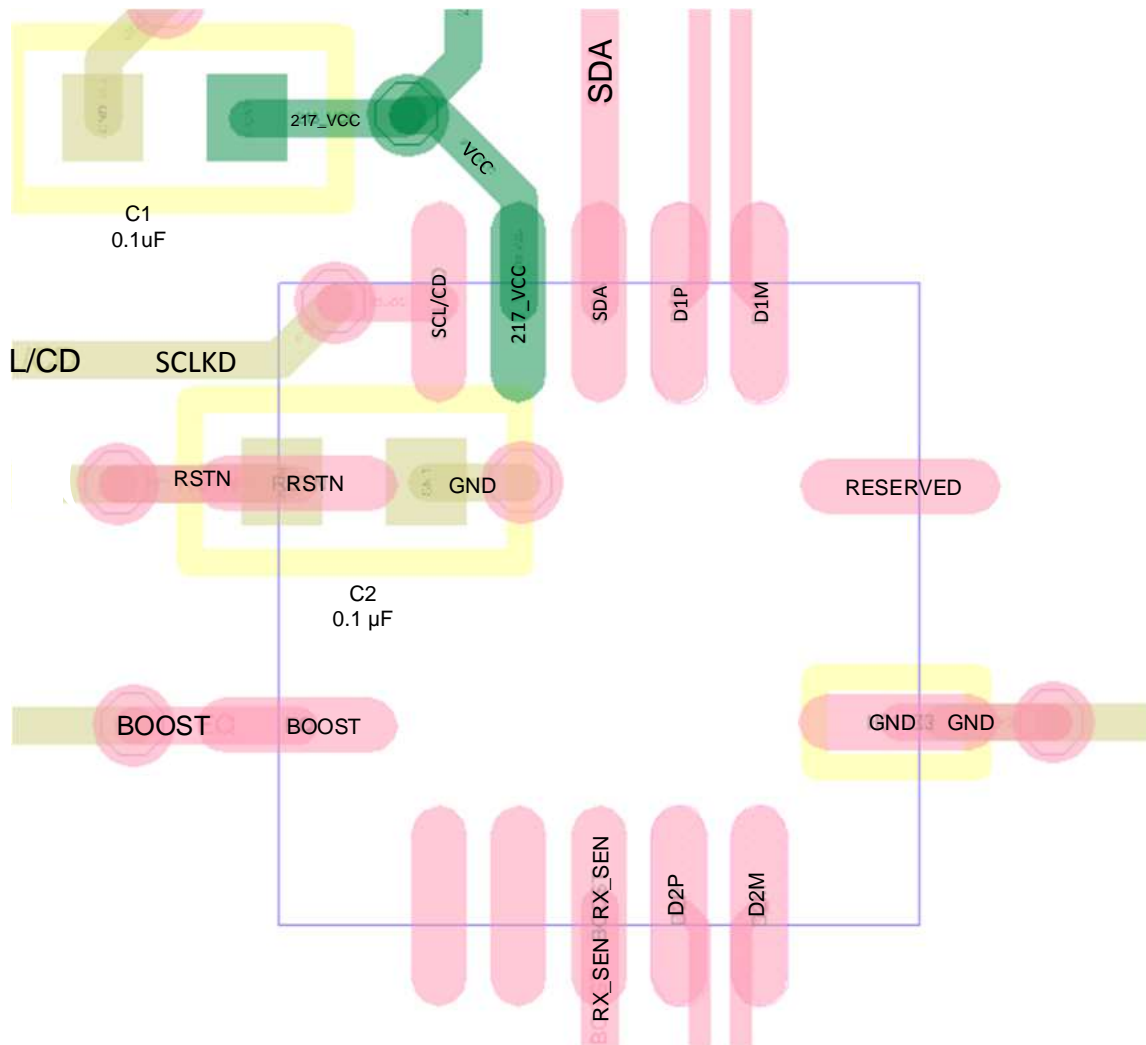 SDA
217_VCC
VCC
C1
0.1uF
SCL/CD
217_VCC
SDA
D1P
D1M
L/CD
SCLKD
RSTN
RSTN
GND
RESERVED
C2
0.1 µF
BOOST
BOOST
GND
GND
RX_SEN
D2P
D2M
RX_SEN